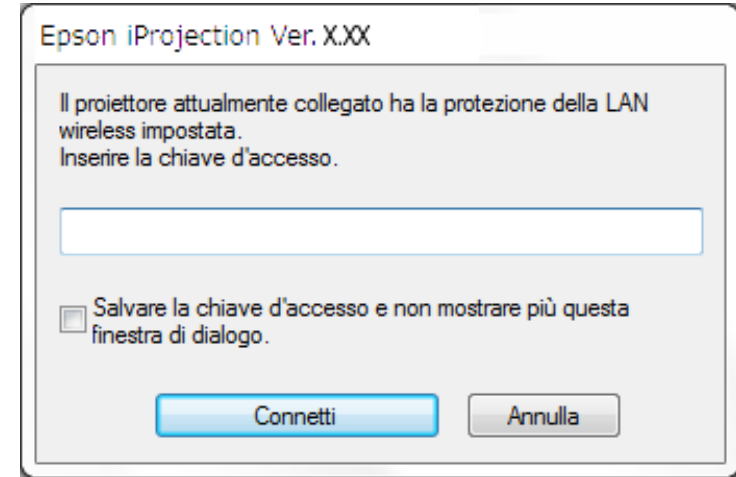 Epson iProjection Ver. X.XX
Il proiettore attualmente collegato ha la protezione della LAN
wireless impostata.
Inserire la chiave d'accesso.
Salvare la chiave d'accesso e non mostrare più questa
finestra di dialogo.
Connetti
Annulla